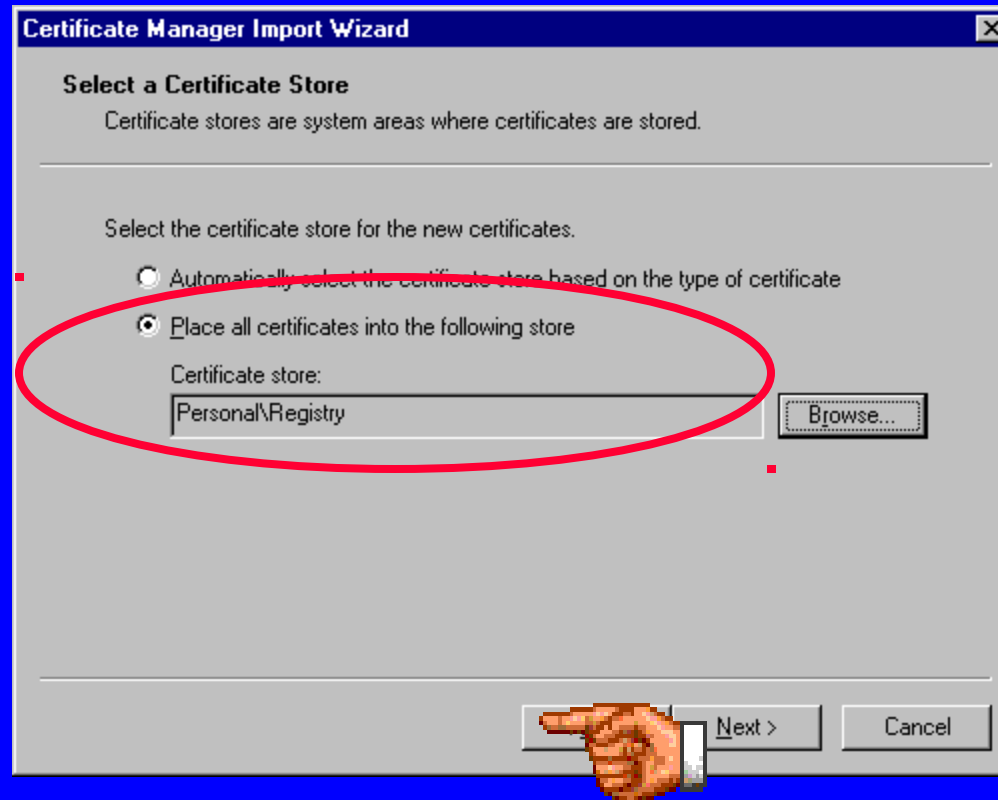 Certificate Manager Import Wizard
Select a Certificate Store
Certificate stores are system areas where certificates are stored.
Select the certificate store for the new certificates.
Automatically select the certificate store based on the type of certificate
Place all certificates into the following store
Certificate store:
Personal\Registry
Browse...
Next >
Cancel